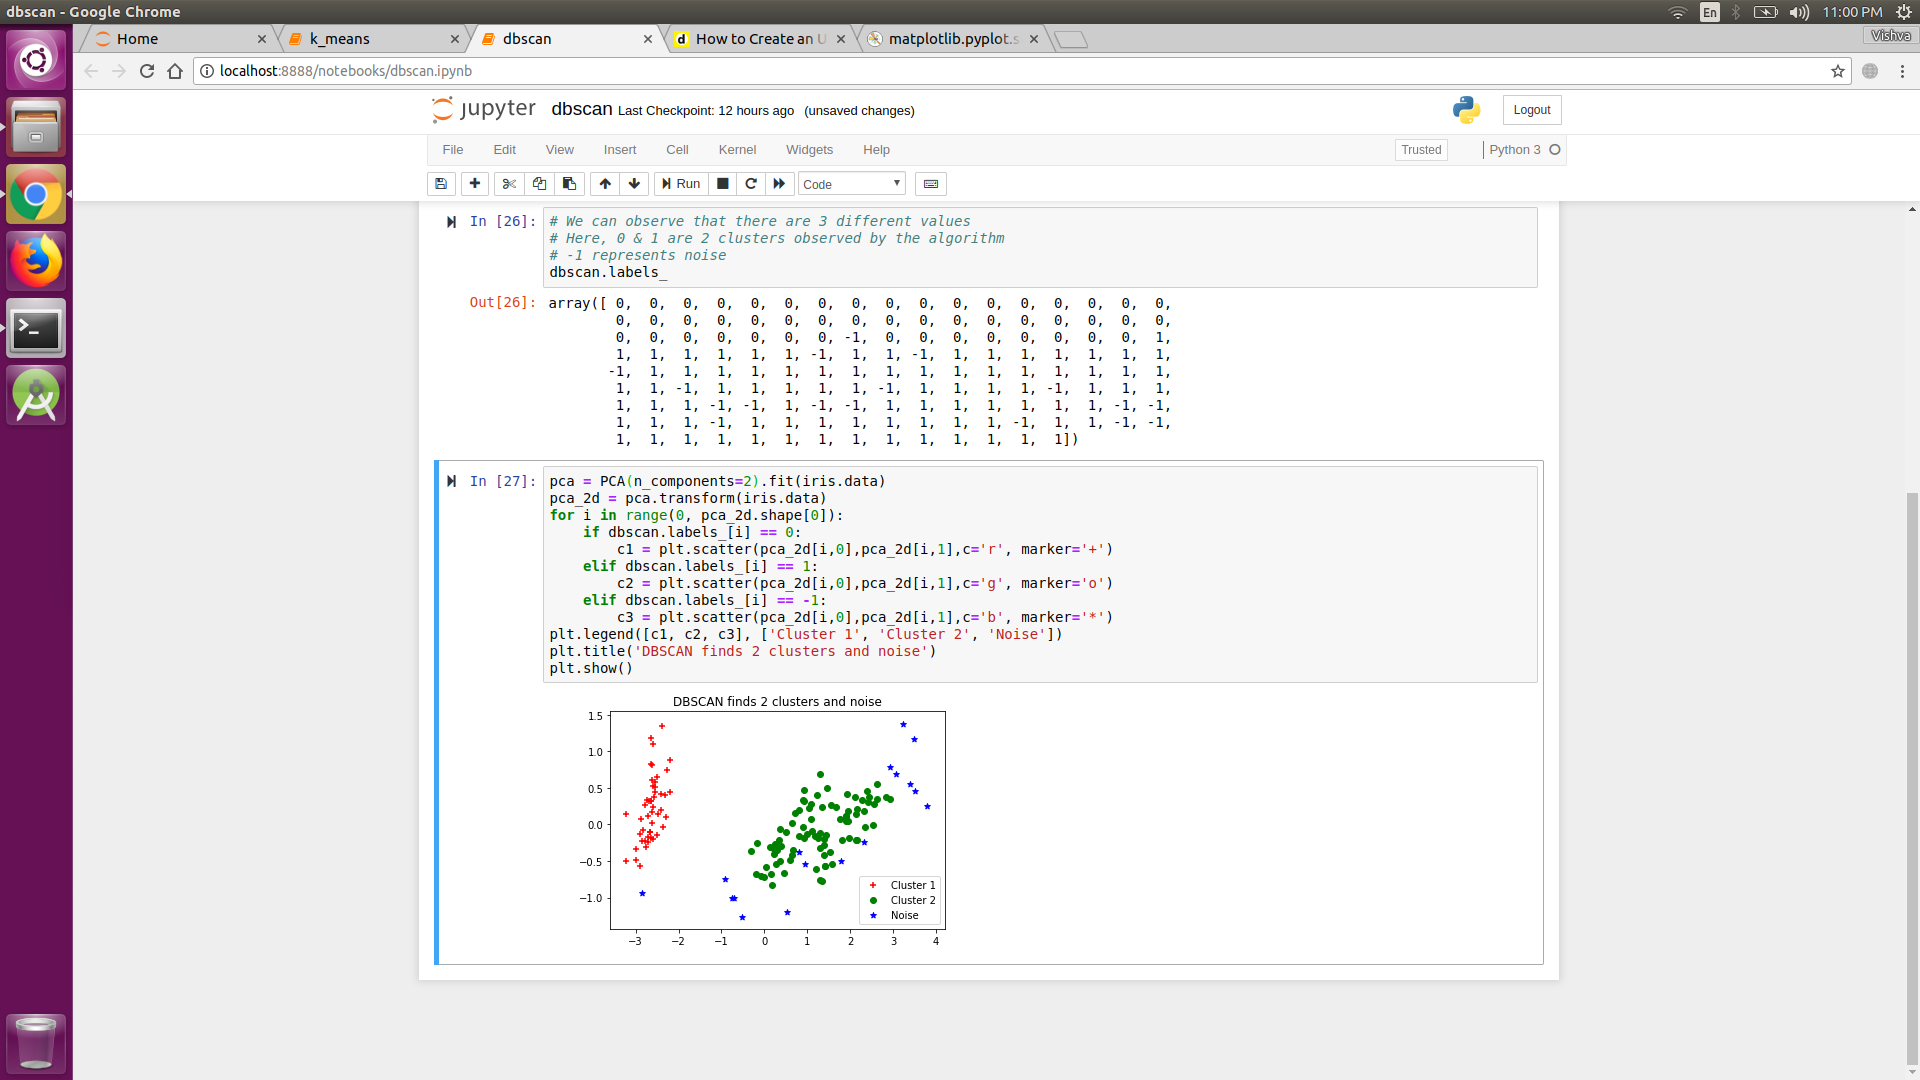 dbscan - Google Chrome
En
11:00 PM
Home
k_means
dbscan
How to Create an U
matplotlib.pyplot.s
Vishva
localhost:8888/notebooks/dbscan.ipynb
jupyter dbscan Last Checkpoint: 12 hours ago (unsaved changes)
Logout
File Edit View Insert Cell Kernel Widgets Help
Trusted
Python 3
Run
Code
In [26]:
# We can observe that there are 3 different values
# Here, 0 & 1 are 2 clusters observed by the algorithm
# -1 represents noise
dbscan.labels_
Out[26]: array([ 0, 0, 0, 0, 0, 0, 0, 0, 0, 0, 0, 0, 0, 0, 0, 0, 0,
0, 0, 0, 0, 0, 0, 0, 0, 0, 0, 0, 0, 0, 0, 0, 0, 0,
0, 0, 0, 0, 0, 0, 0, -1, 0, 0, 0, 0, 0, 0, 0, 0, 1,
1, 1, 1, 1, 1, 1, -1, 1, 1, -1, 1, 1, 1, 1, 1, 1, 1,
-1, 1, 1, 1, 1, 1, 1, 1, 1, 1, 1, 1, 1, 1, 1, 1, 1,
1, 1, -1, 1, 1, 1, 1, 1, -1, 1, 1, 1, 1, -1, 1, 1, 1,
1, 1, 1, -1, -1, 1, -1, -1, 1, 1, 1, 1, 1, 1, 1, -1, -1,
1, 1, 1, -1, 1, 1, 1, 1, 1, 1, 1, 1, -1, 1, 1, -1, -1,
1, 1, 1, 1, 1, 1, 1, 1, 1, 1, 1, 1, 1, 1])
In [27]:
pca = PCA(n_components=2).fit(iris.data)
pca_2d = pca.transform(iris.data)
for i in range(0, pca_2d.shape[0]):
if dbscan.labels_[i] == 0:
c1 = plt.scatter(pca_2d[i,0],pca_2d[i,1],c='r', marker='+')
elif dbscan.labels_[i] == 1:
c2 = plt.scatter(pca_2d[i,0],pca_2d[i,1],c='g', marker='o')
elif dbscan.labels_[i] == -1:
c3 = plt.scatter(pca_2d[i,0],pca_2d[i,1],c='b', marker='*')
plt.legend([c1, c2, c3], ['Cluster 1', 'Cluster 2', 'Noise'])
plt.title('DBSCAN finds 2 clusters and noise')
plt.show()
DBSCAN finds 2 clusters and noise
1.5
1.0
0.5
0.0
−0.5
−1.0
Cluster 1
Cluster 2
Noise
−3 −2 −1 0 1 2 3 4